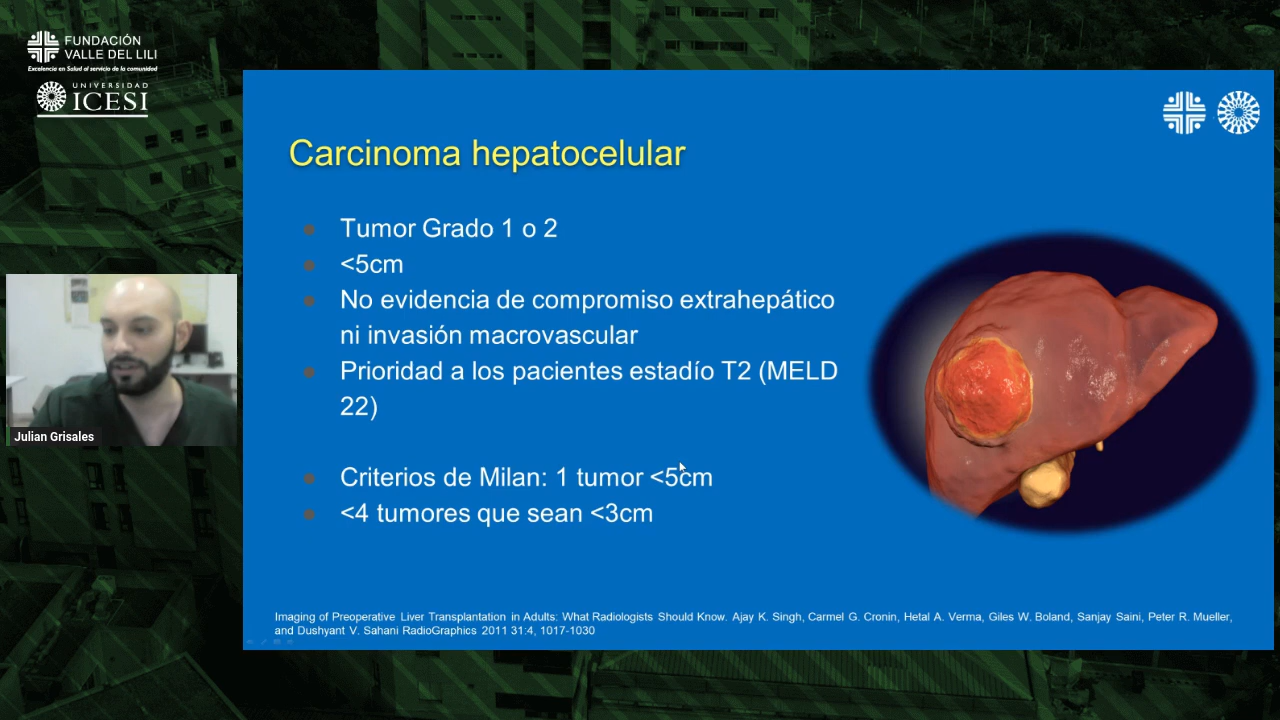 FUNDACIÓN
VALLE DEL LILI
Excelencia en Salud al servicio de la comunidad
UNIVERSIDAD
ICESI
Carcinoma hepatocelular
Tumor Grado 1 o 2
<5cm
No evidencia de compromiso extrahepático
ni invasión macrovascular
Prioridad a los pacientes estadío T2 (MELD
22)
Julian Grisales
Criterios de Milan: 1 tumor <5cm
<4 tumores que sean <3cm
Imaging of Preoperative Liver Transplantation in Adults: What Radiologists Should Know. Ajay K. Singh, Carmel G. Cronin, Hetal A. Verma, Giles W. Boland, Sanjay Saini, Peter R. Mueller,
and Dushyant V. Sahani RadioGraphics 2011 31:4, 1017-1030